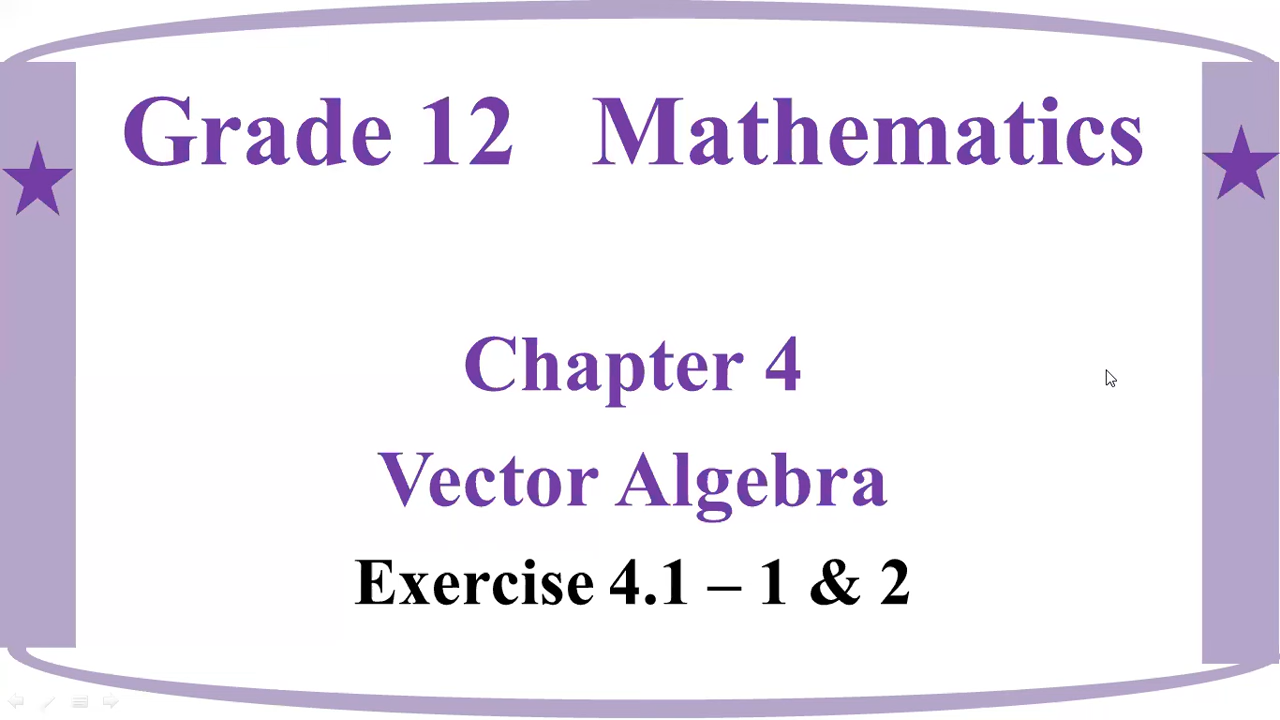 Grade 12 Mathematics
Chapter 4
Vector Algebra
Exercise 4.1 – 1 & 2